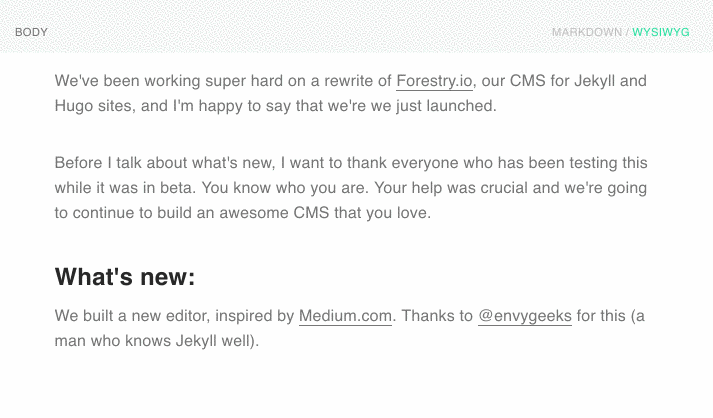 BODY
MARKDOWN / WYSIWYG
We've been working super hard on a rewrite of Forestry.io, our CMS for Jekyll and
Hugo sites, and I'm happy to say that we're we just launched.
Before I talk about what's new, I want to thank everyone who has been testing this
while it was in beta. You know who you are. Your help was crucial and we're going
to continue to build an awesome CMS that you love.
What's new:
We built a new editor, inspired by Medium.com. Thanks to @envygeeks for this (a
man who knows Jekyll well).